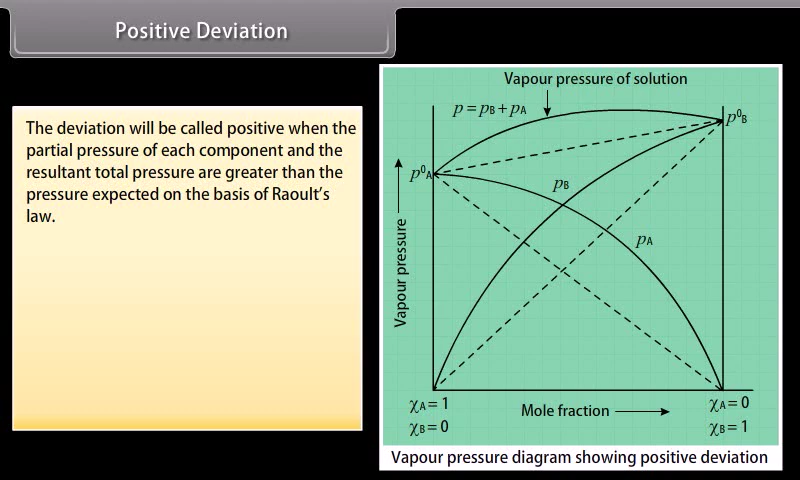 Positive Deviation
The deviation will be called positive when the
partial pressure of each component and the
resultant total pressure are greater than the
pressure expected on the basis of Raoult's
law.
Vapour pressure of solution
p = pB + pA
p⁰B
p⁰A
pB
pA
Vapour pressure
χA = 1
χB = 0
Mole fraction
χA = 0
χB = 1
Vapour pressure diagram showing positive deviation